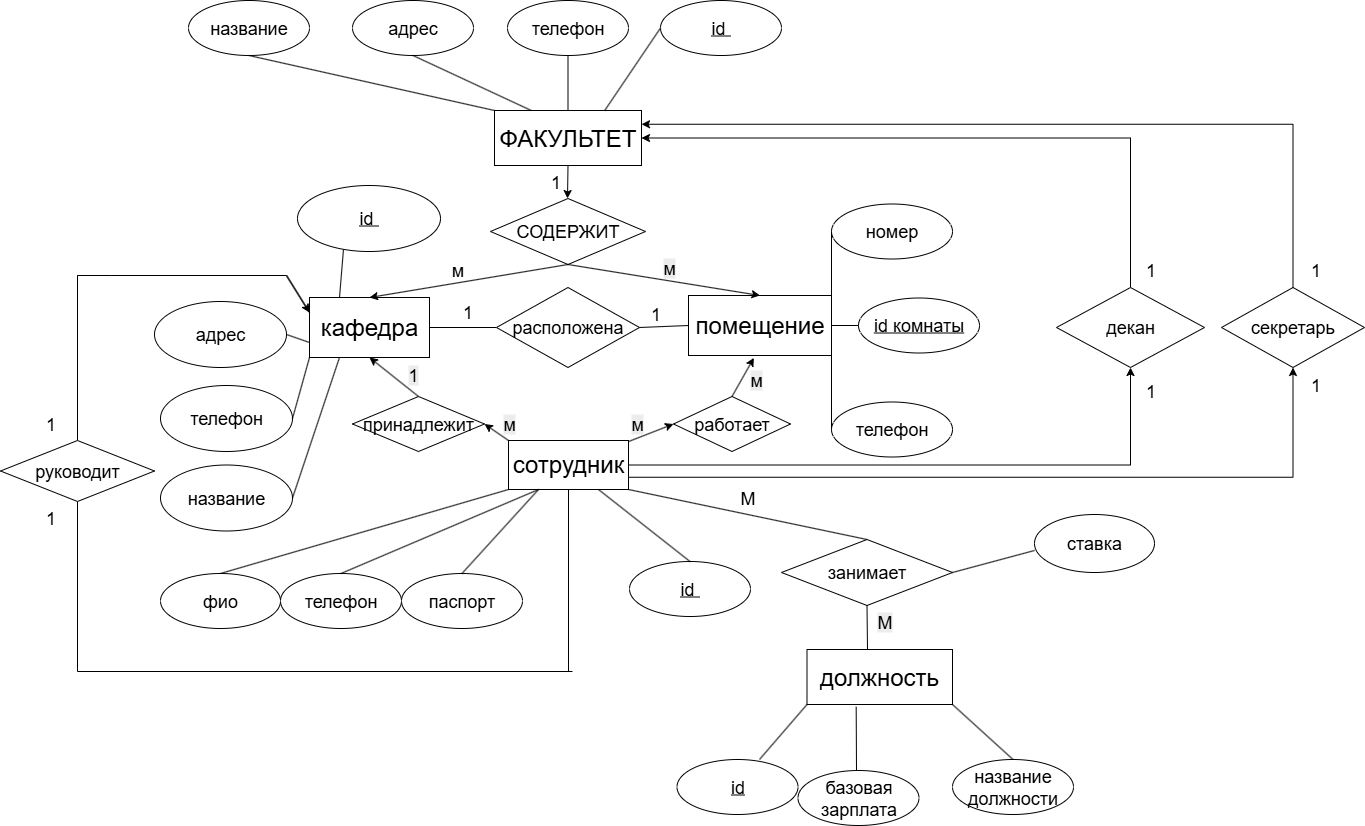 название
адрес
телефон
id
ФАКУЛЬТЕТ
1
id
СОДЕРЖИТ
номер
м
м
1
1
кафедра
1
расположена
1
помещение
id комнаты
декан
секретарь
адрес
1
м
1
1
телефон
1
принадлежит
м
м
работает
телефон
руководит
сотрудник
название
М
1
ставка
занимает
фио
телефон
паспорт
id
М
должность
id
базовая
зарплата
название
должности